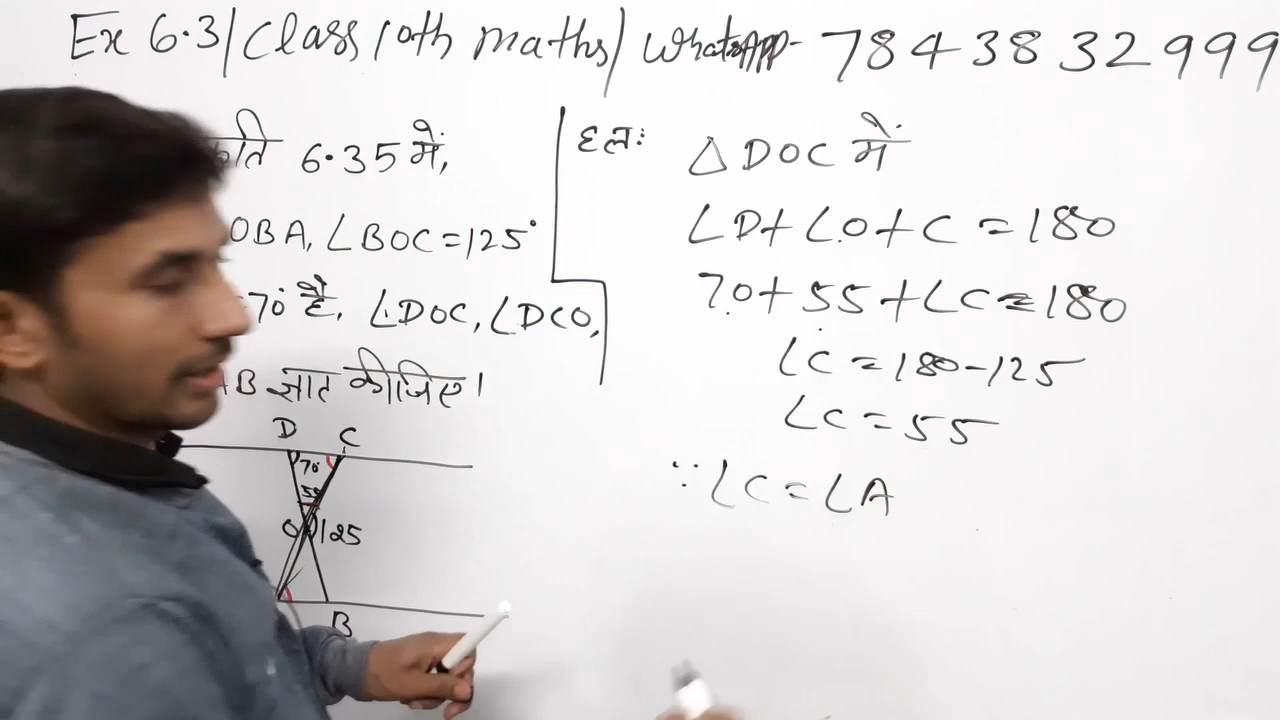 Ex 6.3/Class 10th maths/ WhatsApp- 7843832999
6.35 में,
OBA, ∠BOC=125°
70° है, ∠DOC, ∠DCO,
AB ज्ञात कीजिए।
D C
70
55
O 125
B
हल:
△DOC में
∠D+∠O+C=180
70+55+∠C=180
∠C=180-125
∠C=55
∵∠C=∠A